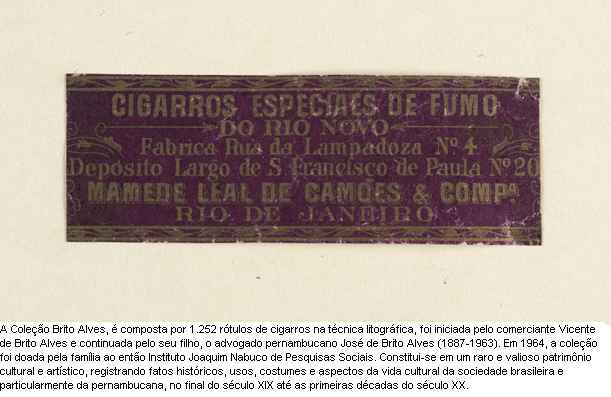 CIGARROS ESPECIAES DE FUMO
DO RIO NOVO
Fabrica Rua da Lampadoza Nº 4
Deposito Largo de S. Francisco de Paula Nº 20
MAMEDE LEAL DE CAMÕES & COMPª
RIO DE JANEIRO
A Coleção Brito Alves, é composta por 1.252 rótulos de cigarros na técnica litográfica, foi iniciada pelo comerciante Vicente
de Brito Alves e continuada pelo seu filho, o advogado pernambucano José de Brito Alves (1887-1963). Em 1964, a coleção
foi doada pela família ao então Instituto Joaquim Nabuco de Pesquisas Sociais. Constitui-se em um raro e valioso patrimônio
cultural e artístico, registrando fatos históricos, usos, costumes e aspectos da vida cultural da sociedade brasileira e
particularmente da pernambucana, no final do século XIX até as primeiras décadas do século XX.